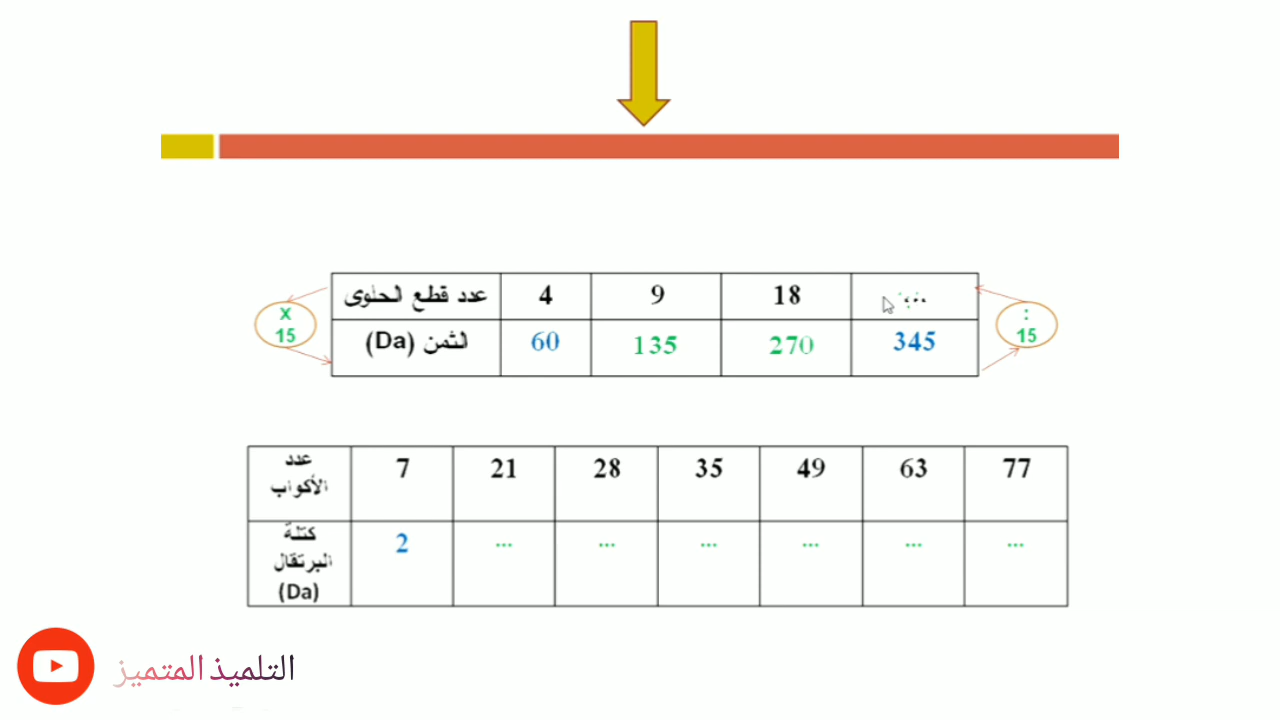 عدد قطع الحلوى 4 9 18 ...
الثمن (Da) 60 135 270 345
X
15
:
15
عدد
الأكواب
7 21 28 35 49 63 77
كتلة
البرتقال
(Da)
2 ... ... ... ... ... ...
التلميذ المتميز